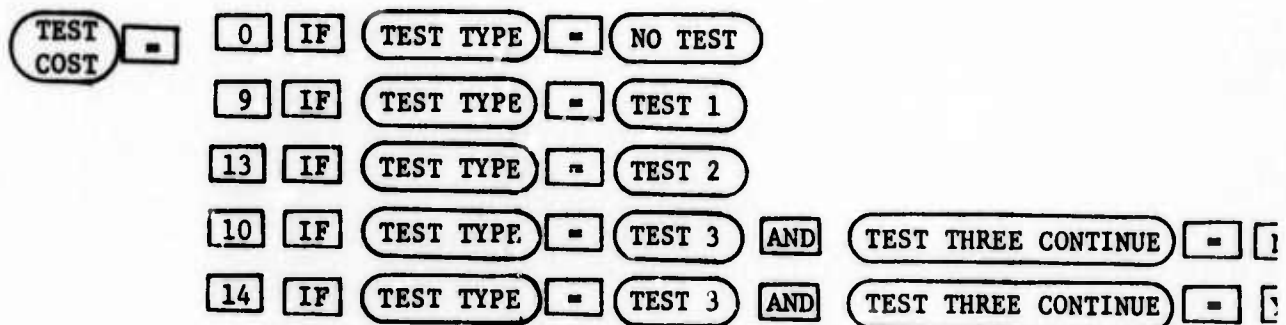 TEST COST = 0 IF TEST TYPE = NO TEST
9 IF TEST TYPE = TEST 1
13 IF TEST TYPE = TEST 2
10 IF TEST TYPE = TEST 3 AND TEST THREE CONTINUE =
14 IF TEST TYPE = TEST 3 AND TEST THREE CONTINUE =